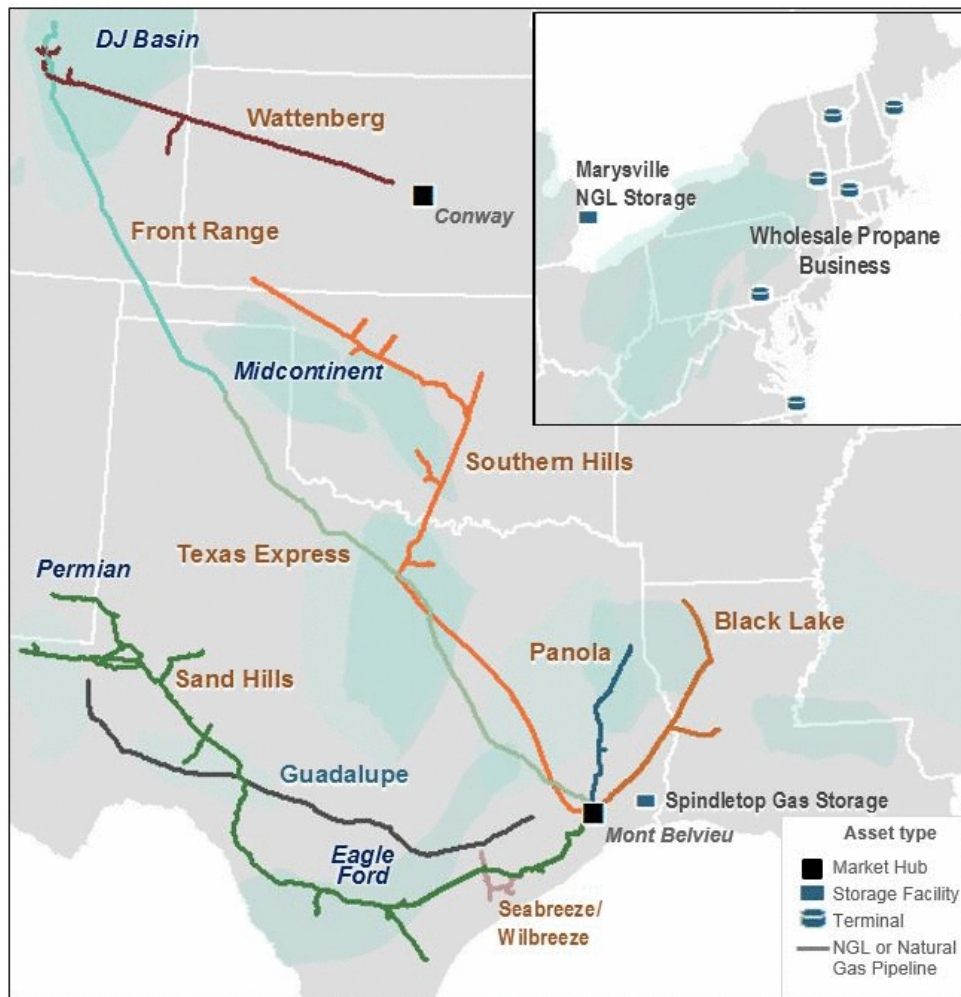 DJ Basin
Wattenberg
Conway
Front Range
Marysville
NGL Storage
Wholesale Propane
Business
Midcontinent
Southern Hills
Texas Express
Permian
Black Lake
Panola
Sand Hills
Guadalupe
Spindletop Gas Storage
Mont Belvieu
Eagle
Ford
Seabreeze/
Wilbreeze
Asset type
Market Hub
Storage Facility
Terminal
NGL or Natural
Gas Pipeline